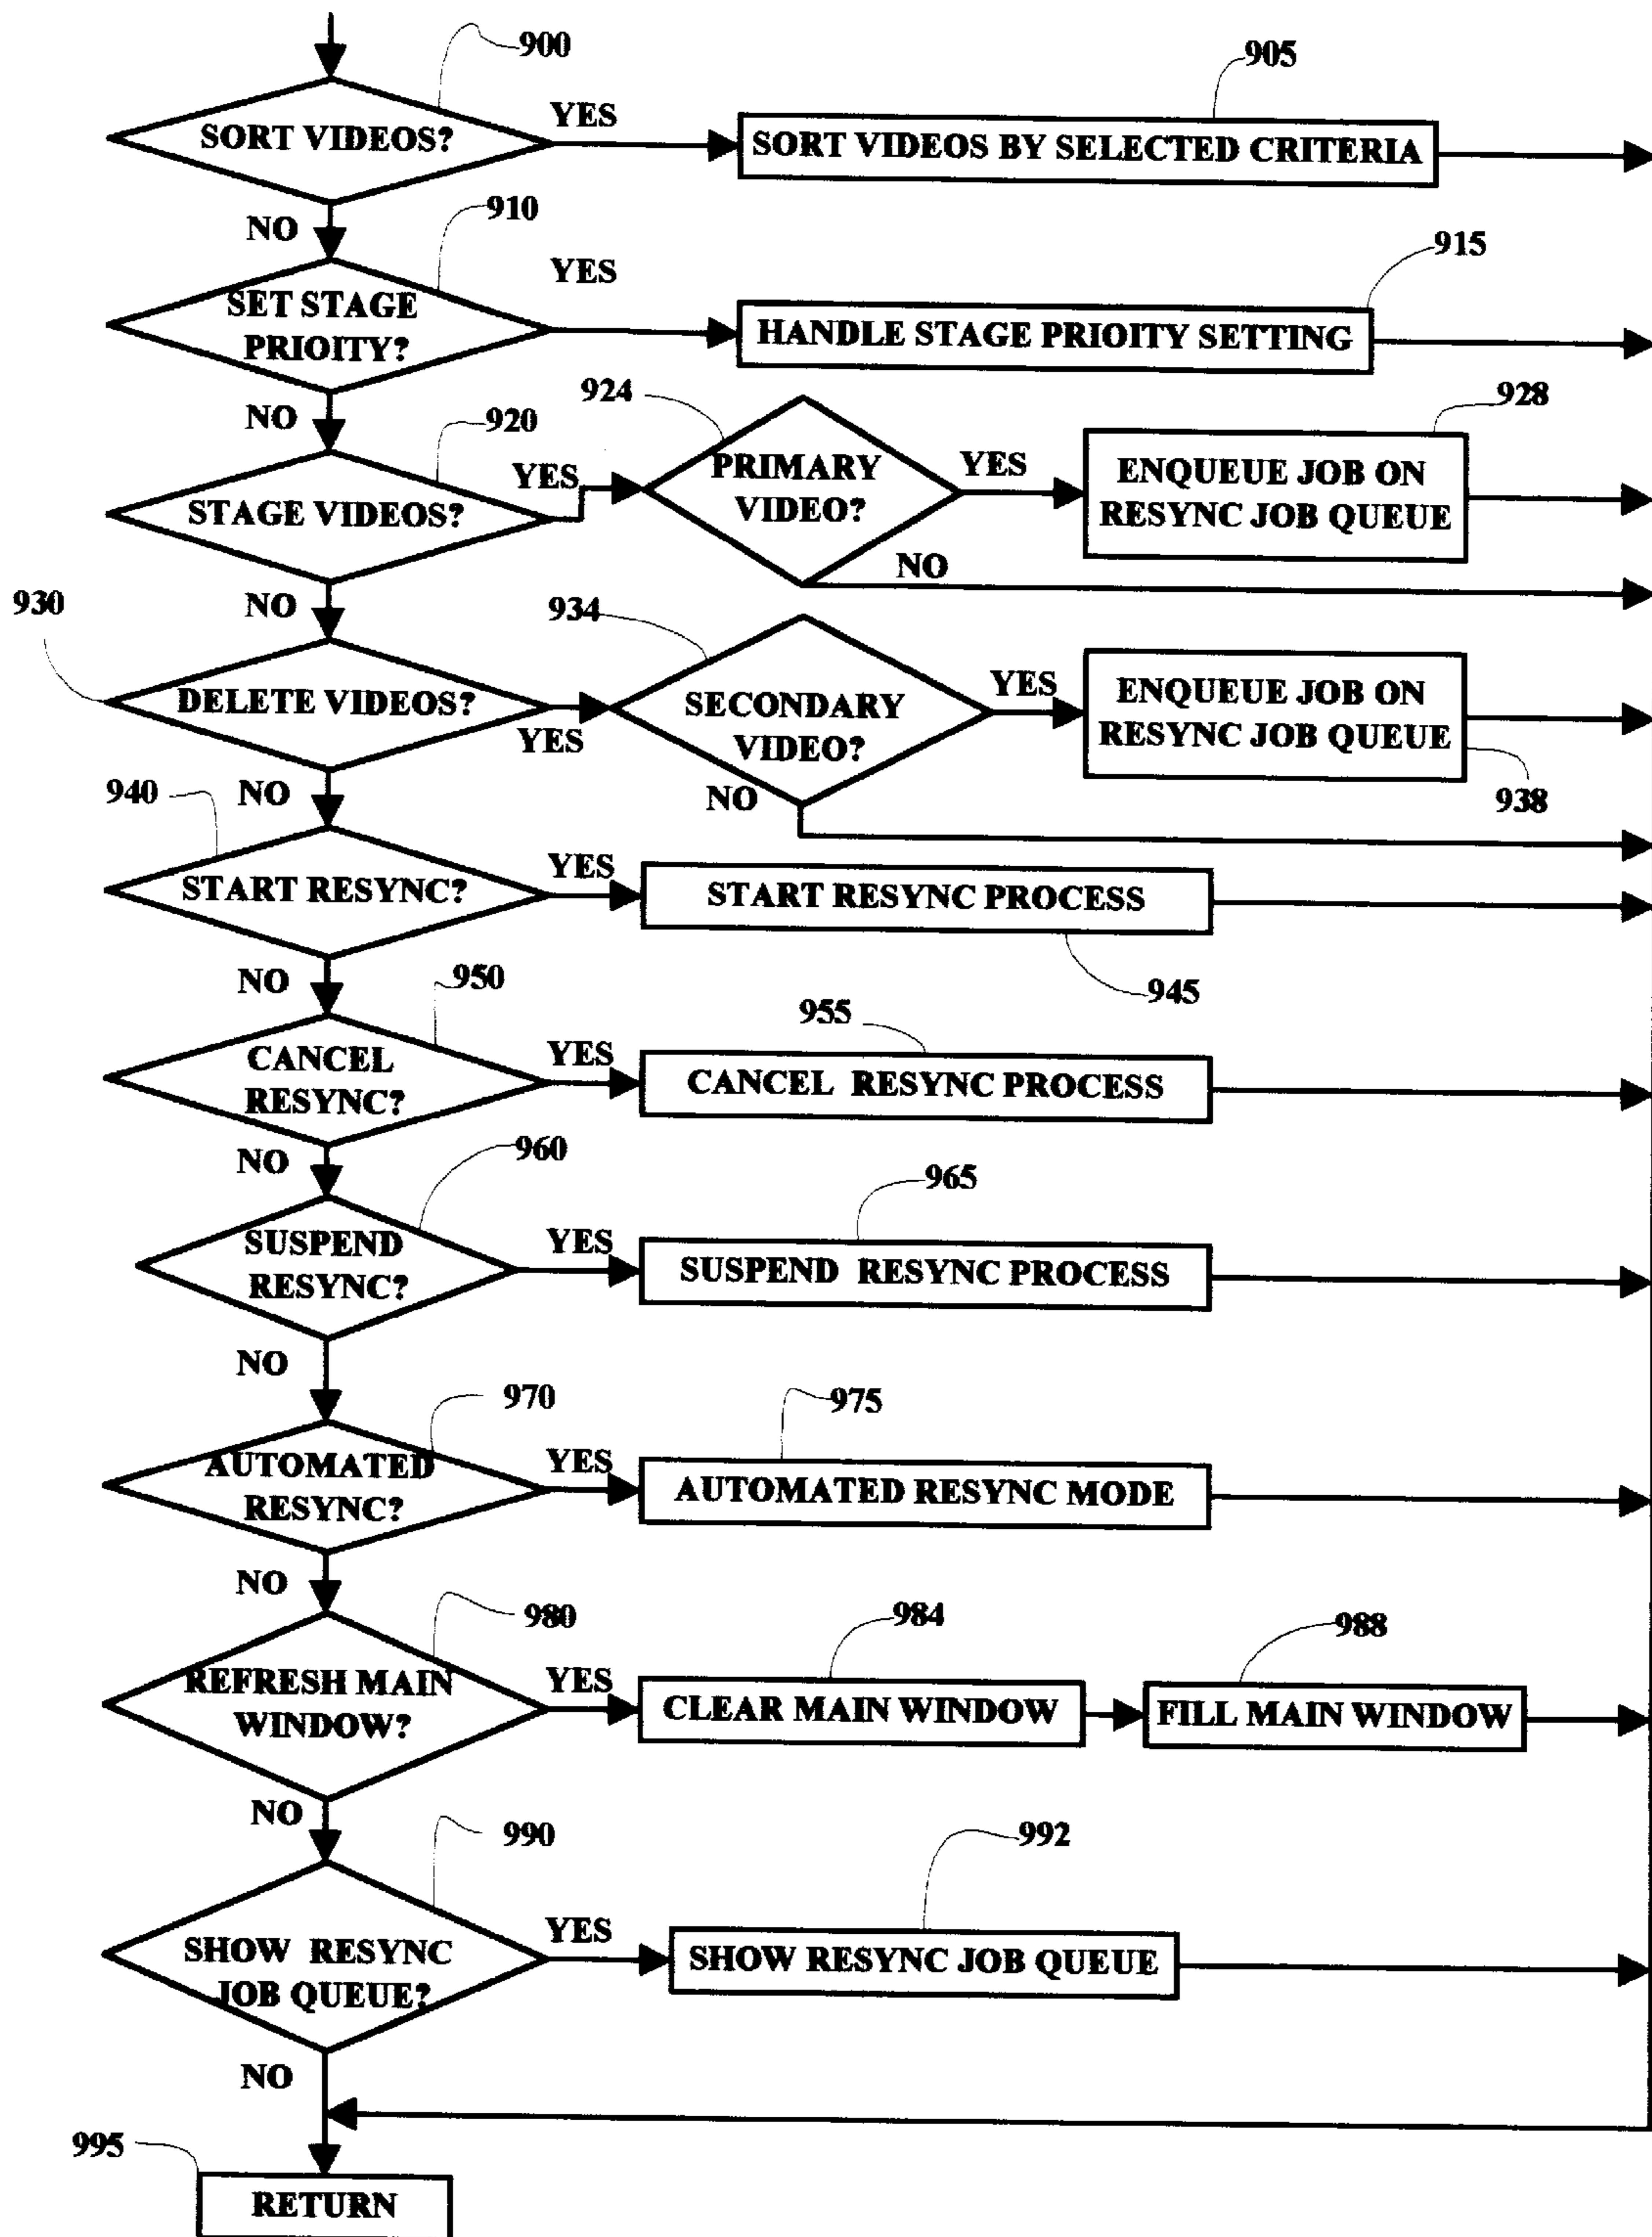 900
905
YES
SORT VIDEOS?
SORT VIDEOS BY SELECTED CRITERIA
NO
910
915
YES
SET STAGE
PRIOITY?
HANDLE STAGE PRIOITY SETTING
NO
920
924
928
YES
PRIMARY
VIDEO?
YES
ENQUEUE JOB ON
RESYNC JOB QUEUE
STAGE VIDEOS?
NO
NO
930
934
DELETE VIDEOS?
YES
SECONDARY
VIDEO?
YES
ENQUEUE JOB ON
RESYNC JOB QUEUE
938
NO
NO
940
START RESYNC?
YES
START RESYNC PROCESS
945
NO
950
955
CANCEL
RESYNC?
YES
CANCEL RESYNC PROCESS
NO
960
965
SUSPEND
RESYNC?
YES
SUSPEND RESYNC PROCESS
NO
970
975
AUTOMATED
RESYNC?
YES
AUTOMATED RESYNC MODE
NO
980
984
988
REFRESH MAIN
WINDOW?
YES
CLEAR MAIN WINDOW
FILL MAIN WINDOW
NO
990
992
SHOW RESYNC
JOB QUEUE?
YES
SHOW RESYNC JOB QUEUE
NO
995
RETURN